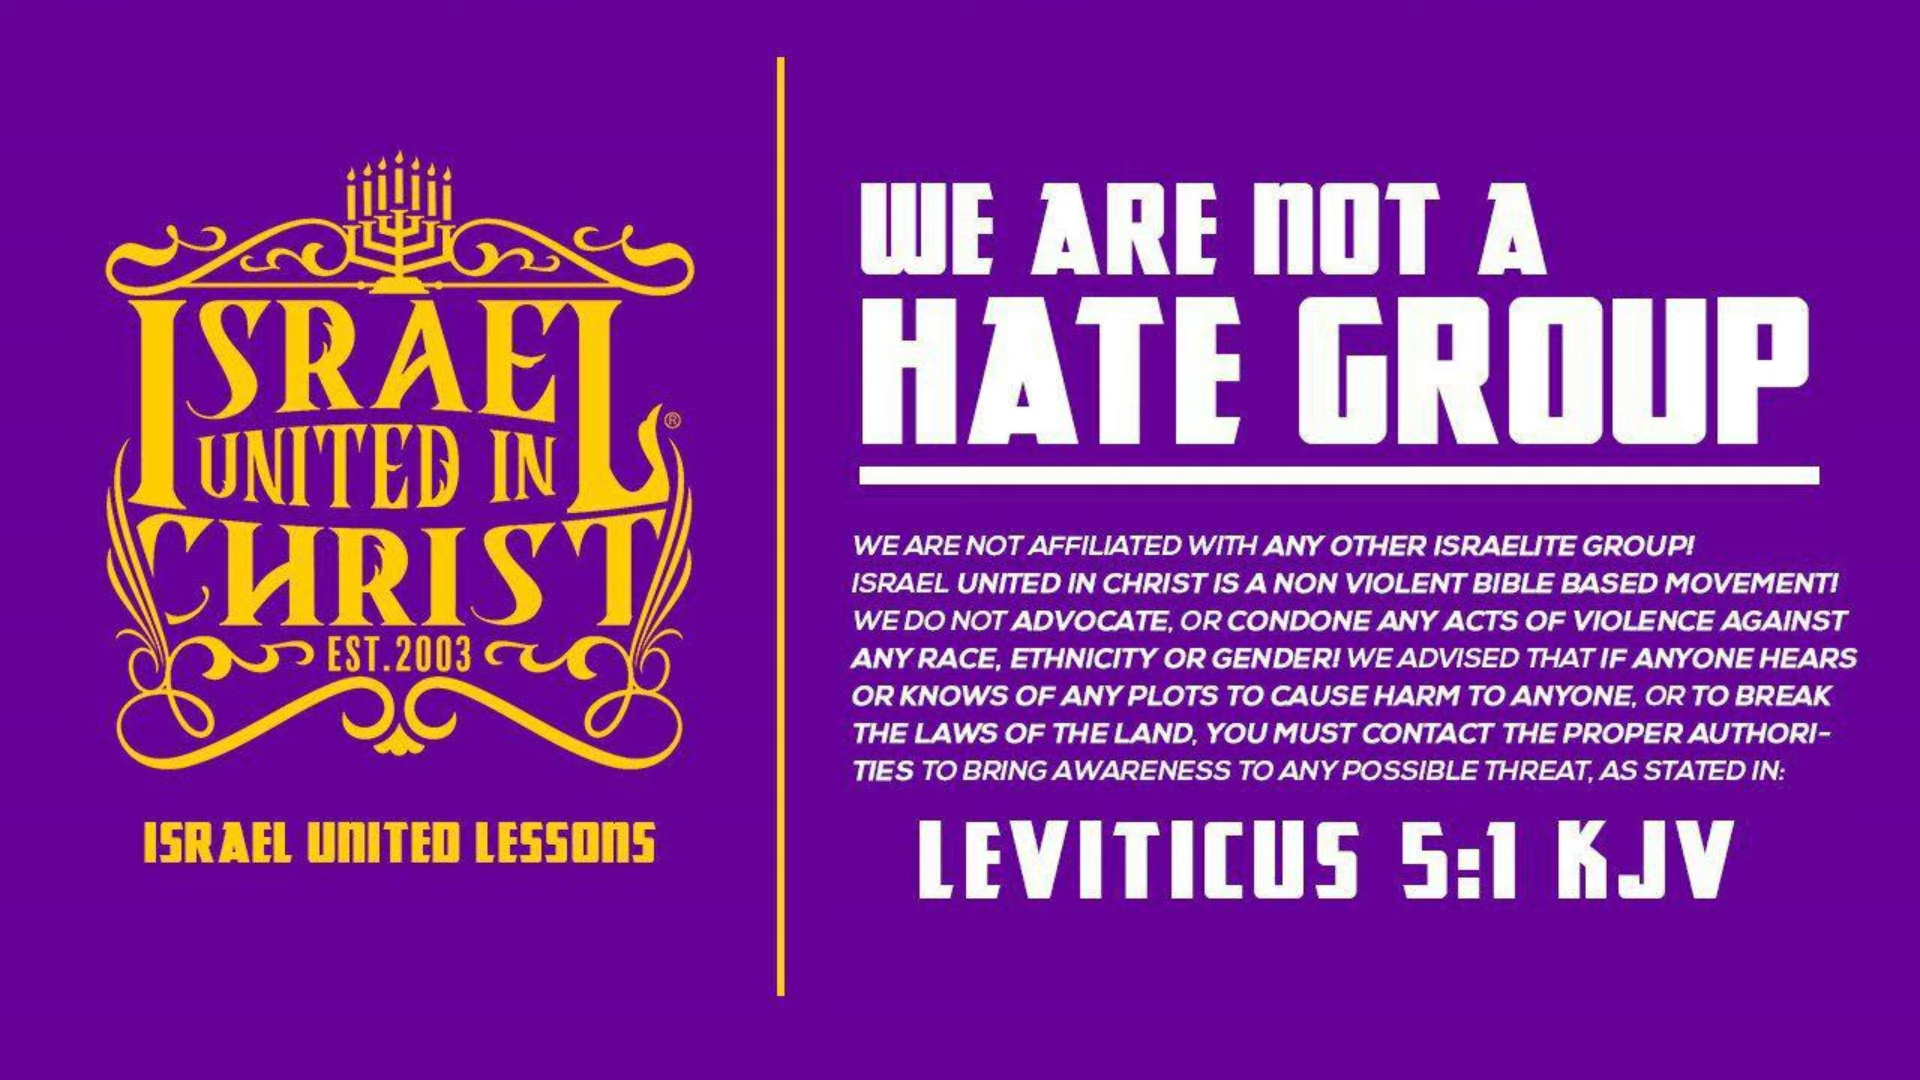 ISRAEL
UNITED IN
CHRIST
®
EST.2003
ISRAEL UNITED LESSONS
WE ARE NOT A
HATE GROUP
WE ARE NOT AFFILIATED WITH ANY OTHER ISRAELITE GROUP!
ISRAEL UNITED IN CHRIST IS A NON VIOLENT BIBLE BASED MOVEMENT!
WE DO NOT ADVOCATE, OR CONDONE ANY ACTS OF VIOLENCE AGAINST
ANY RACE, ETHNICITY OR GENDER! WE ADVISED THAT IF ANYONE HEARS
OR KNOWS OF ANY PLOTS TO CAUSE HARM TO ANYONE, OR TO BREAK
THE LAWS OF THE LAND, YOU MUST CONTACT THE PROPER AUTHORI-
TIES TO BRING AWARENESS TO ANY POSSIBLE THREAT, AS STATED IN:
LEVITICUS 5:1 KJV